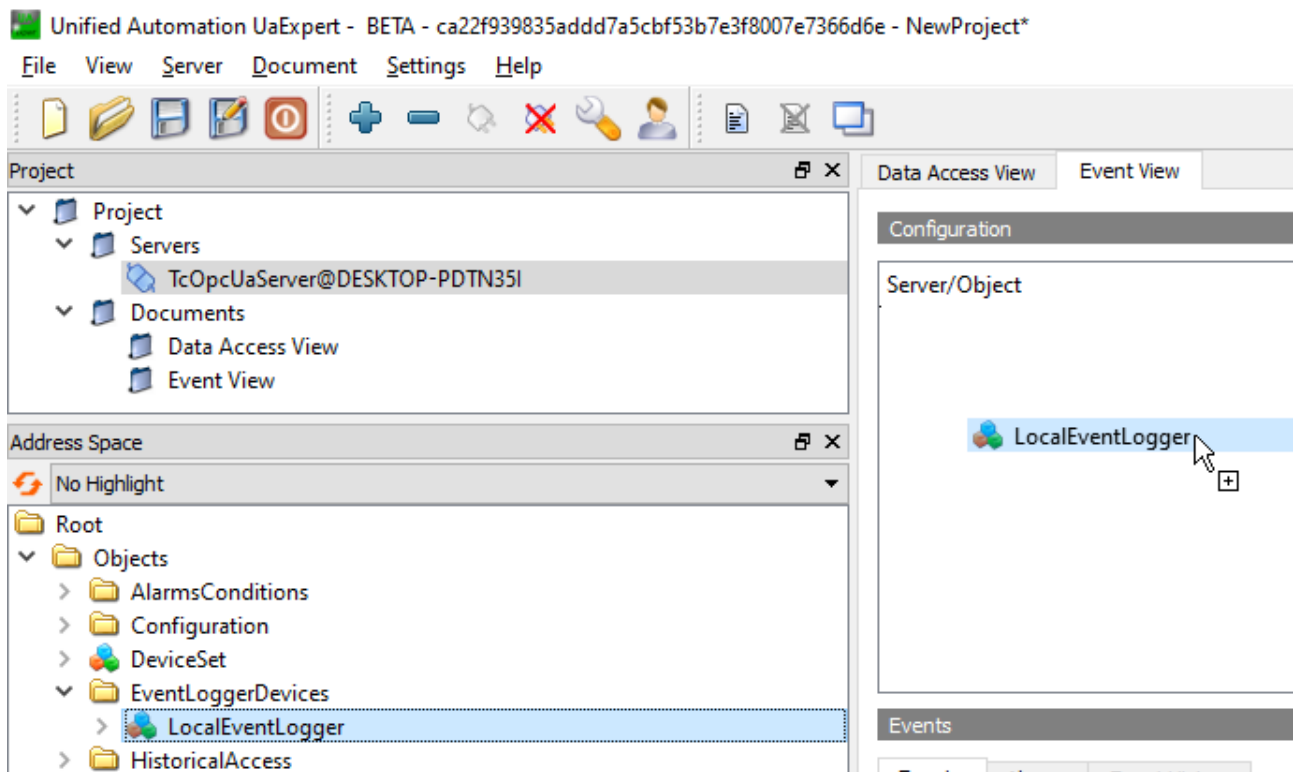 Unified Automation UaExpert - BETA - ca22f939835addd7a5cbf53b7e3f8007e7366d6e - NewProject*
File View Server Document Settings Help
Project
Project
Servers
TcOpcUaServer@DESKTOP-PDTN35I
Documents
Data Access View
Event View
Address Space
No Highlight
Root
Objects
AlarmsConditions
Configuration
DeviceSet
EventLoggerDevices
LocalEventLogger
HistoricalAccess
Data Access View Event View
Configuration
Server/Object
LocalEventLogger
Events